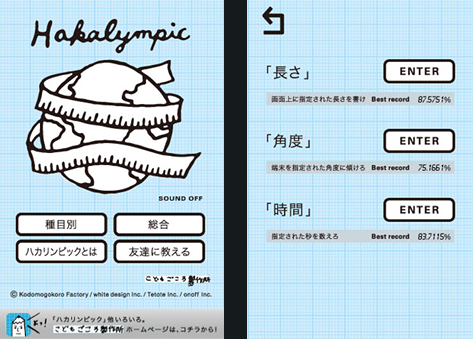 Hakalympic
SOUND OFF
種目別
総合
ハカリンピックとは
友達に教える
こどもごころ製作所
© Kodomogokoro Factory / white design Inc. / Tetote Inc. / onoff Inc.
「ハカリンピック」他いろいろ。
こどもごころ製作所 ホームページは、コチラから!
「長さ」
ENTER
画面上に指定された長さを書け Best record 87.5751%
「角度」
ENTER
端末を指定された角度に傾けろ Best record 75.1661%
「時間」
ENTER
指定された秒を数えろ Best record 83.7115%